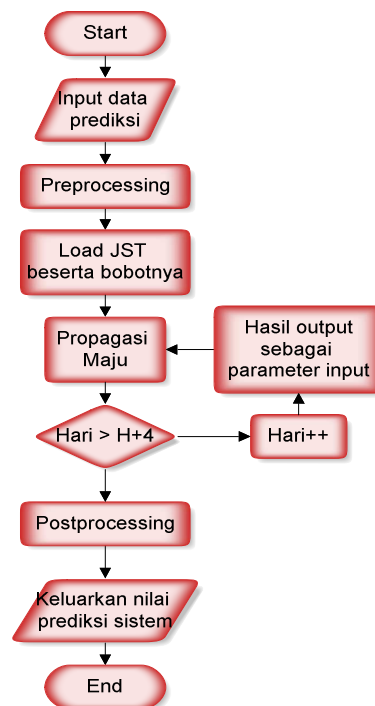 Start
Input data
prediksi
Preprocessing
Load JST
beserta bobotnya
Propagasi
Maju
Hasil output
sebagai
parameter input
Hari > H+4
Hari++
Postprocessing
Keluarkan nilai
prediksi sistem
End